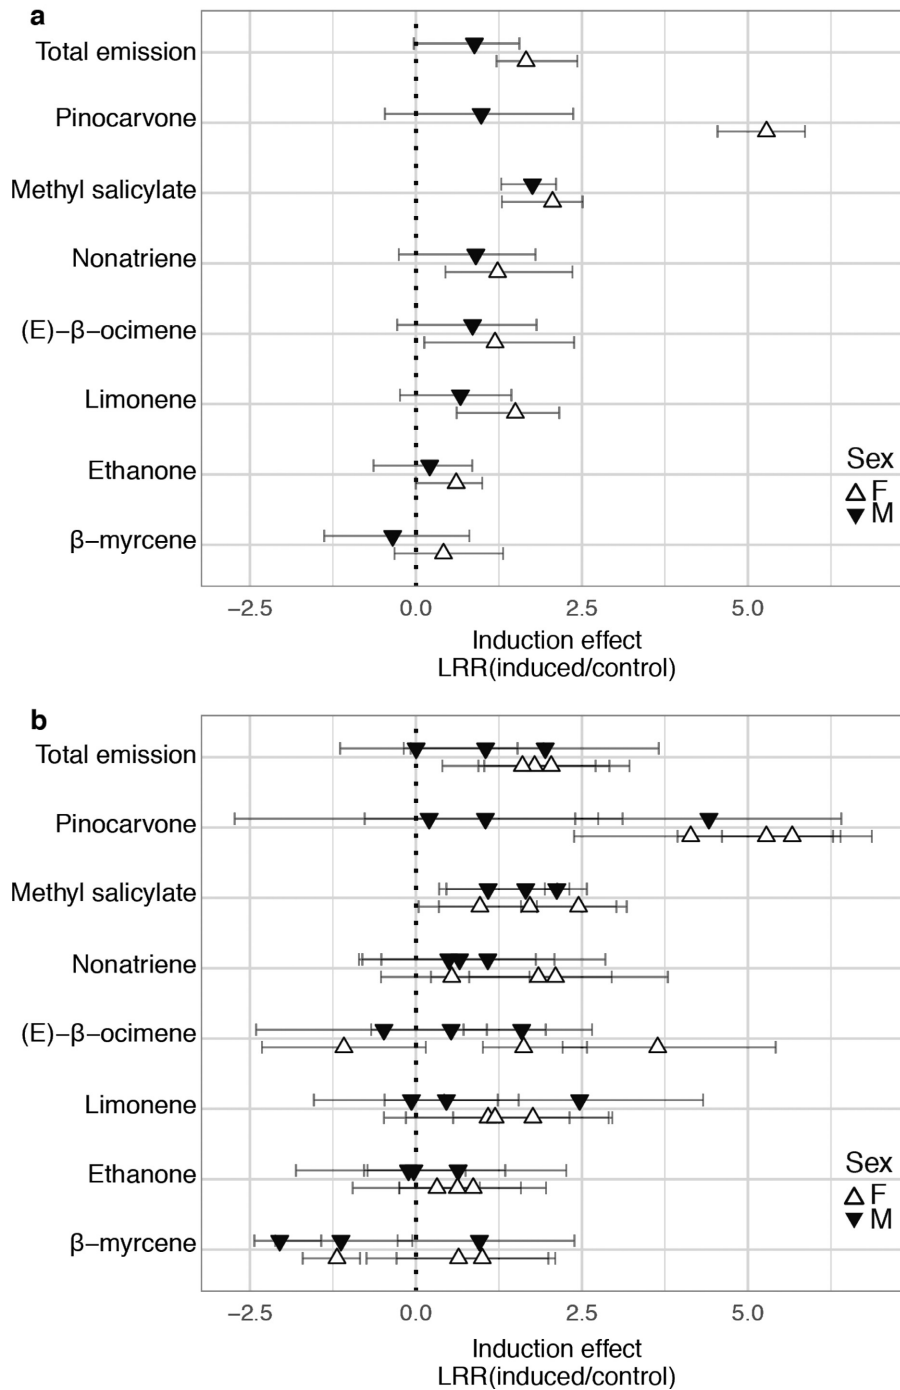 a
Total emission
Pinocarvone
Methyl salicylate
Nonatriene
(E)−β−ocimene
Limonene
Ethanone
β−myrcene
Sex
F
M
−2.5 0.0 2.5 5.0
Induction effect
LRR(induced/control)
b
Total emission
Pinocarvone
Methyl salicylate
Nonatriene
(E)−β−ocimene
Limonene
Ethanone
β−myrcene
Sex
F
M
−2.5 0.0 2.5 5.0
Induction effect
LRR(induced/control)